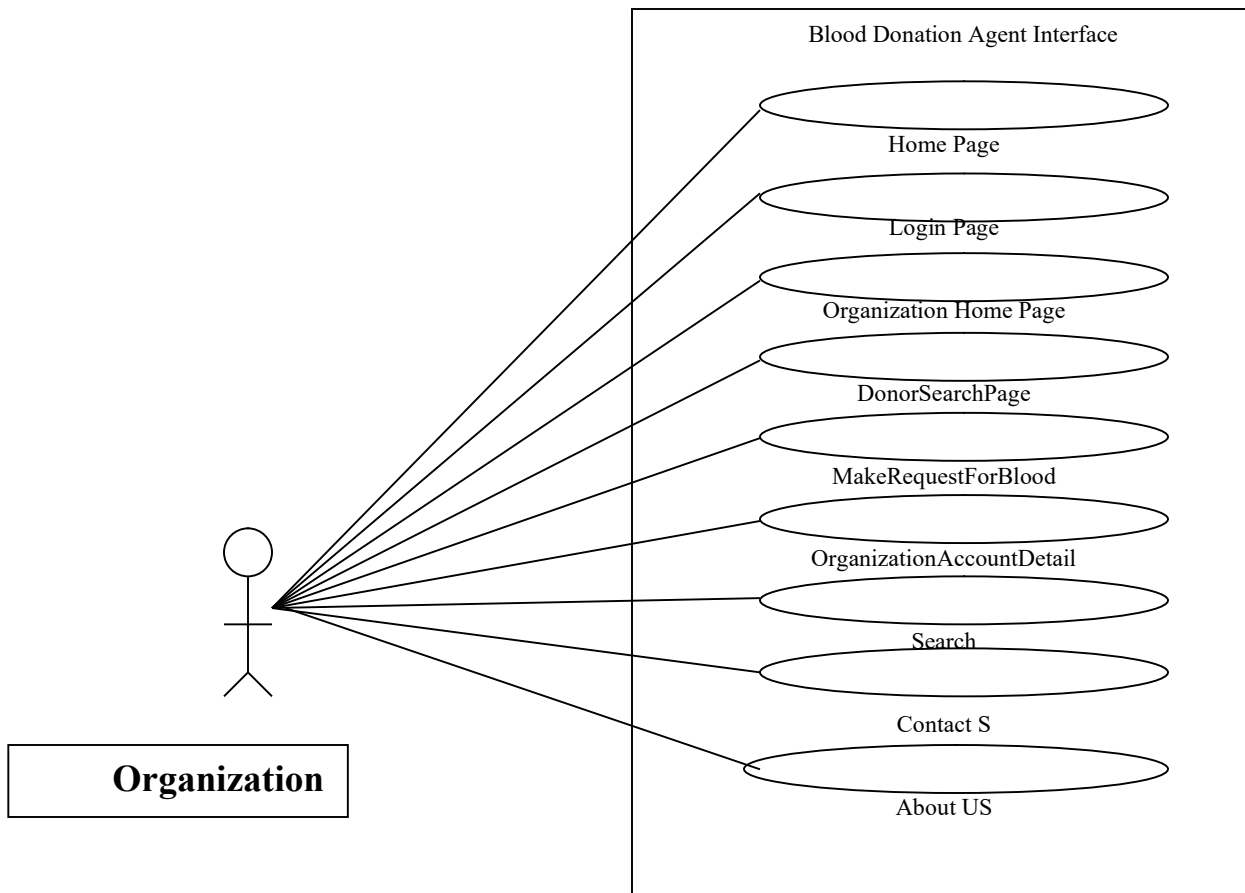 Blood Donation Agent Interface
Home Page
Login Page
Organization Home Page
DonorSearchPage
MakeRequestForBlood
OrganizationAccountDetail
Search
Contact S
About US
Organization